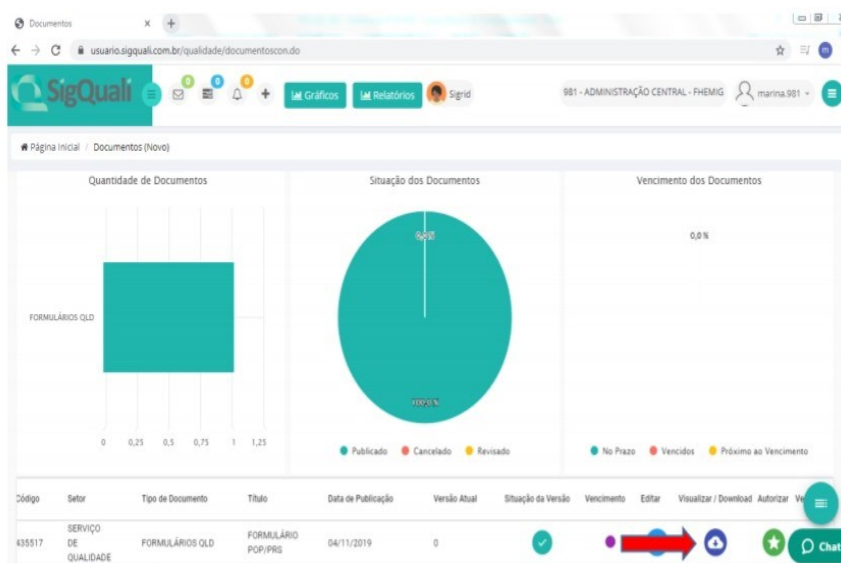 Documentos
usuario.sigquali.com.br/qualidade/documentoscon.do
SigQuali
0 0 0
Gráficos
Relatórios
Sigrid
981 - ADMINISTRAÇÃO CENTRAL - FHEMIG
marina.981
Página Inicial / Documentos (Novo)
Quantidade de Documentos
FORMULÁRIOS QLD
0 0,25 0,5 0,75 1 1,25
Situação dos Documentos
0,0 %
100,0 %
Publicado Cancelado Revisado
Vencimento dos Documentos
0,0 %
No Prazo Vencidos Próximo ao Vencimento
Código Setor Tipo de Documento Título Data de Publicação Versão Atual Situação da Versão Vencimento Editar Visualizar / Download Autorizar
435517
SERVIÇO
DE
QUALIDADE
FORMULÁRIOS QLD
FORMULÁRIO
POP/PRS
04/11/2019
0
Chat